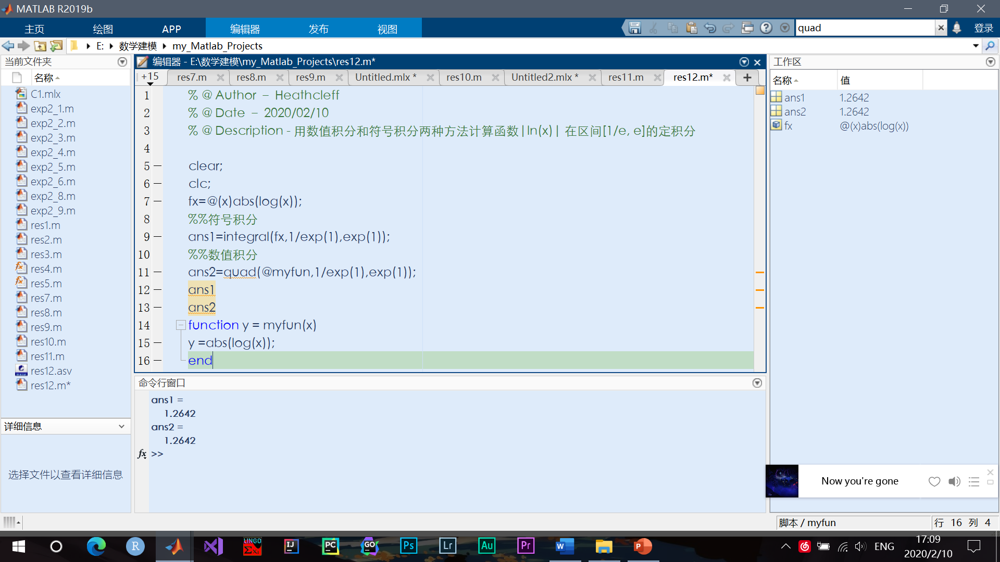 MATLAB R2019b
主页 绘图 APP 编辑器 发布 视图 quad 登录
E: 数学建模 my_Matlab_Projects
当前文件夹
名称
C1.mlx
exp2_1.m
exp2_2.m
exp2_3.m
exp2_4.m
exp2_5.m
exp2_6.m
exp2_8.m
exp2_9.m
res1.m
res2.m
res3.m
res4.m
res5.m
res7.m
res8.m
res9.m
res10.m
res11.m
res12.asv
res12.m*
详细信息
选择文件以查看详细信息
编辑器 - E:\数学建模\my_Matlab_Projects\res12.m*
+15 res7.m res8.m res9.m Untitled.mlx * res10.m Untitled2.mlx * res11.m res12.m* +
1 % @ Author – Heathcleff
2 % @ Date – 2020/02/10
3 % @ Description - 用数值积分和符号积分两种方法计算函数|ln(x)| 在区间[1/e, e]的定积分
4
5 clear;
6 clc;
7 fx=@(x)abs(log(x));
8 %%符号积分
9 ans1=integral(fx,1/exp(1),exp(1));
10 %%数值积分
11 ans2=quad(@myfun,1/exp(1),exp(1));
12 ans1
13 ans2
14 function y = myfun(x)
15 y =abs(log(x));
16 end
命令行窗口
ans1 =
1.2642
ans2 =
1.2642
fx >>
工作区
名称 值
ans1 1.2642
ans2 1.2642
fx @(x)abs(log(x))
Now you're gone
脚本 / myfun 行 16 列 4
R LINGO IJ PC GO Ps Lr Au Pr W P ENG
17:09
2020/2/10